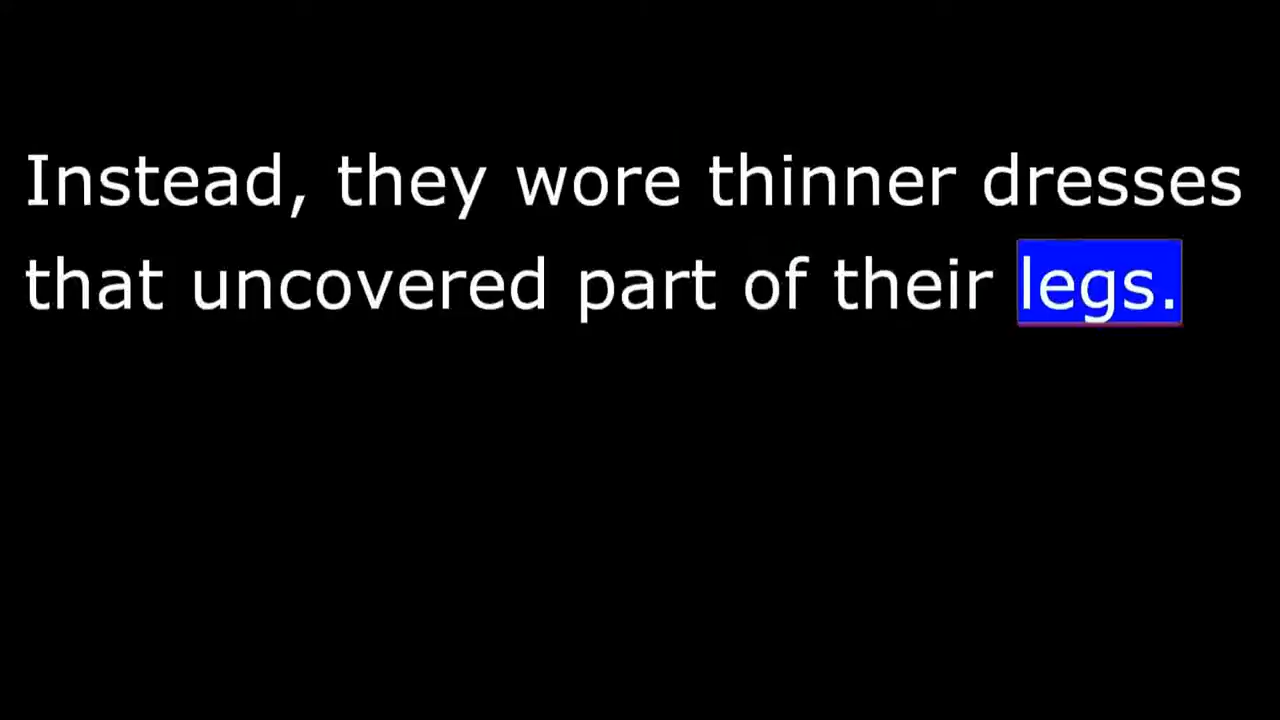 Instead, they wore thinner dresses
that uncovered part of their legs.